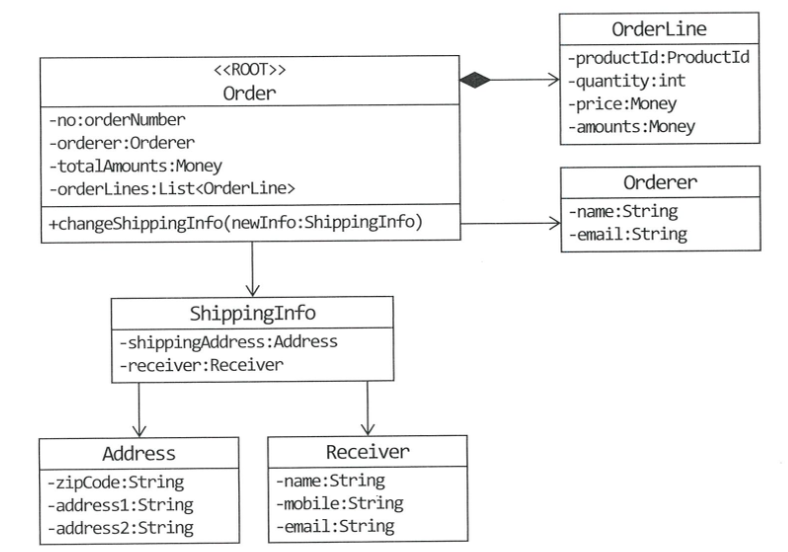 <<ROOT>>
Order
-no:orderNumber
-orderer:Orderer
-totalAmounts:Money
-orderLines:List<OrderLine>
+changeShippingInfo(newInfo:ShippingInfo)
OrderLine
-productId:ProductId
-quantity:int
-price:Money
-amounts:Money
Orderer
-name:String
-email:String
ShippingInfo
-shippingAddress:Address
-receiver:Receiver
Address
-zipCode:String
-address1:String
-address2:String
Receiver
-name:String
-mobile:String
-email:String